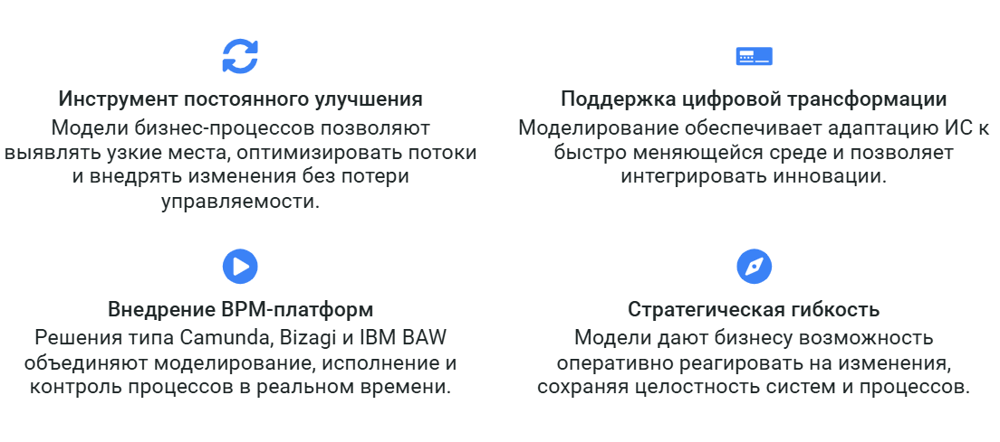 Инструмент постоянного улучшения
Модели бизнес-процессов позволяют
выявлять узкие места, оптимизировать потоки
и внедрять изменения без потери
управляемости.
Поддержка цифровой трансформации
Моделирование обеспечивает адаптацию ИС к
быстро меняющейся среде и позволяет
интегрировать инновации.
Внедрение BPM-платформ
Решения типа Camunda, Bizagi и IBM BAW
объединяют моделирование, исполнение и
контроль процессов в реальном времени.
Стратегическая гибкость
Модели дают бизнесу возможность
оперативно реагировать на изменения,
сохраняя целостность систем и процессов.